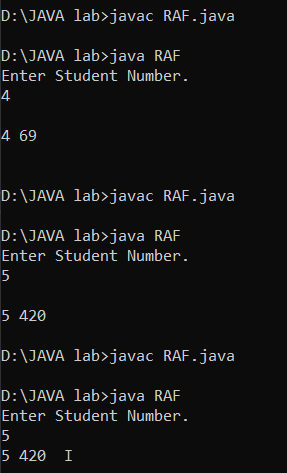 D:\JAVA lab>javac RAF.java
D:\JAVA lab>java RAF
Enter Student Number.
4
4 69
D:\JAVA lab>javac RAF.java
D:\JAVA lab>java RAF
Enter Student Number.
5
5 420
D:\JAVA lab>javac RAF.java
D:\JAVA lab>java RAF
Enter Student Number.
5
5 420